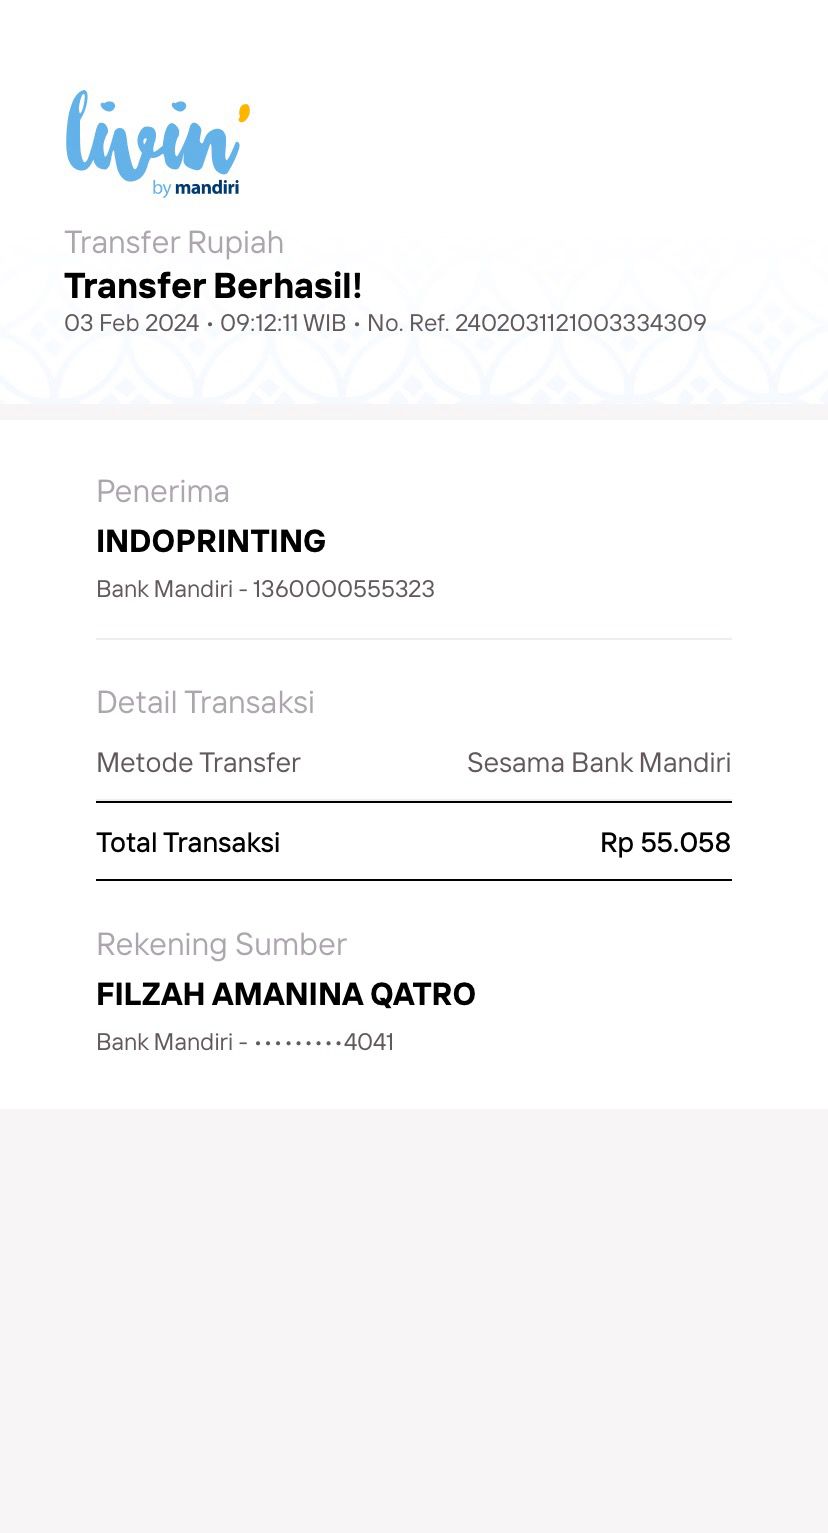 livin'
by mandiri
Transfer Rupiah
Transfer Berhasil!
03 Feb 2024 • 09:12:11 WIB • No. Ref. 2402031121003334309
Penerima
INDOPRINTING
Bank Mandiri - 1360000555323
Detail Transaksi
Metode Transfer Sesama Bank Mandiri
Total Transaksi Rp 55.058
Rekening Sumber
FILZAH AMANINA QATRO
Bank Mandiri - •••••••••4041